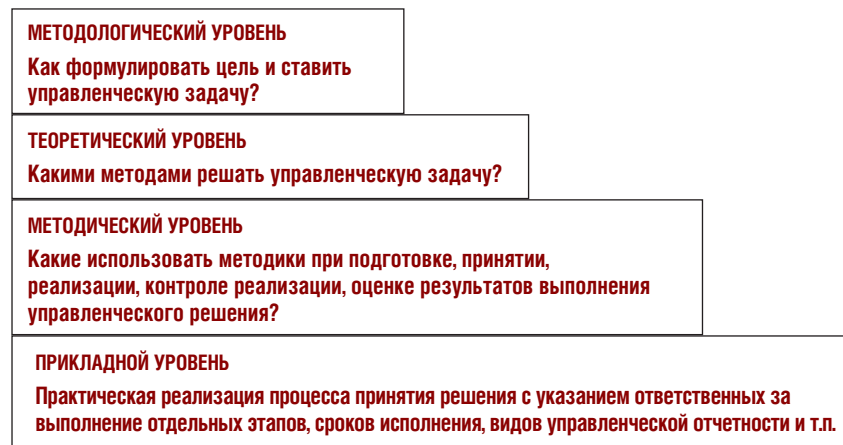 МЕТОДОЛОГИЧЕСКИЙ УРОВЕНЬ
Как формулировать цель и ставить
управленческую задачу?
ТЕОРЕТИЧЕСКИЙ УРОВЕНЬ
Какими методами решать управленческую задачу?
МЕТОДИЧЕСКИЙ УРОВЕНЬ
Какие использовать методики при подготовке, принятии,
реализации, контроле реализации, оценке результатов выполнения
управленческого решения?
ПРИКЛАДНОЙ УРОВЕНЬ
Практическая реализация процесса принятия решения с указанием ответственных за
выполнение отдельных этапов, сроков исполнения, видов управленческой отчетности и т.п.